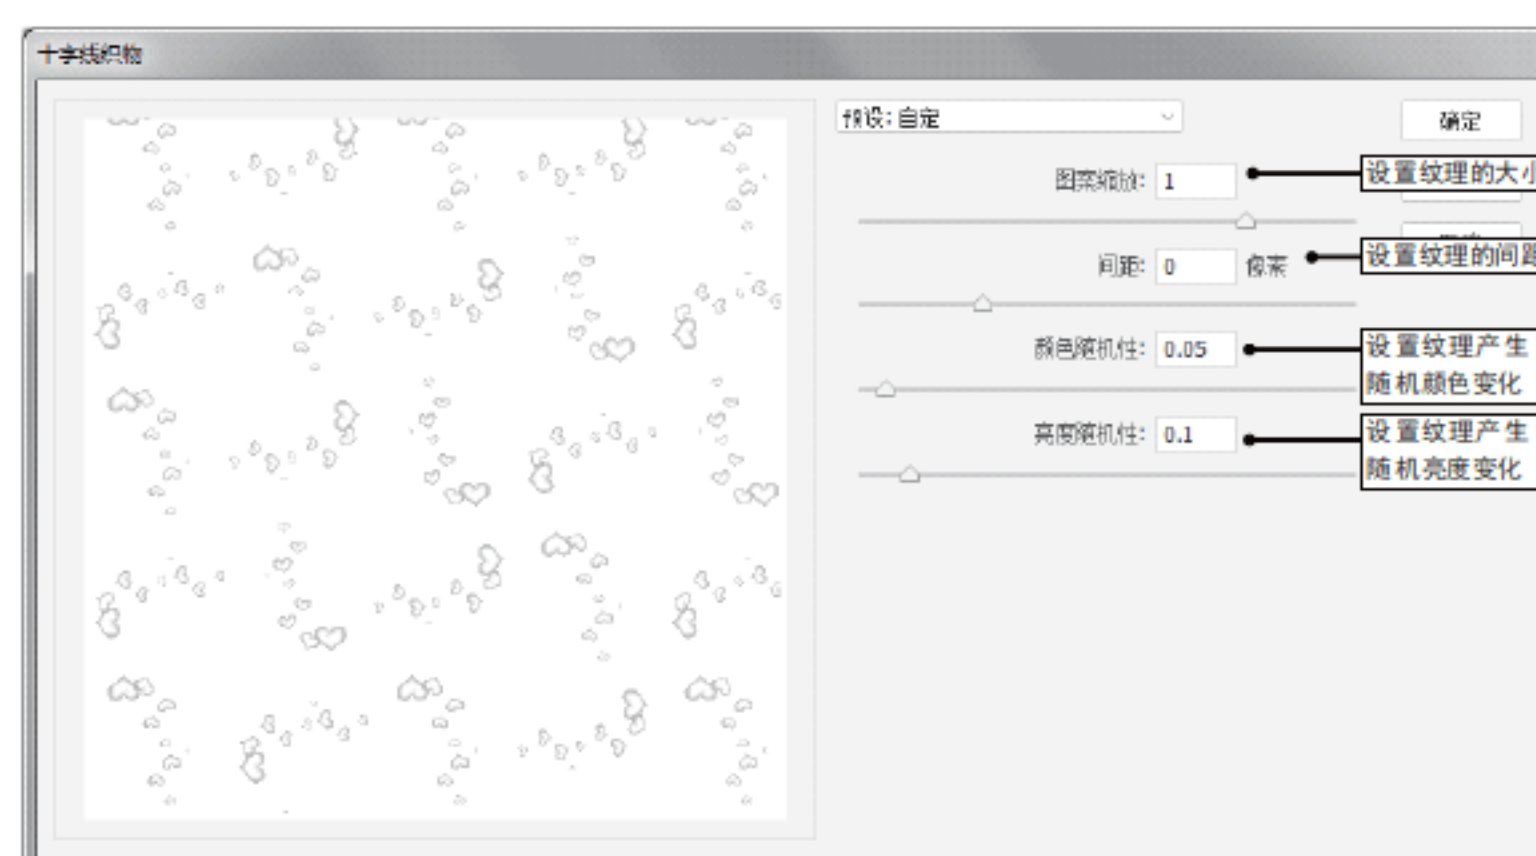 十字线织物
预设: 自定
确定
图案缩放: 1
设置纹理的大小
间距: 0 像素
设置纹理的间距
颜色随机性: 0.05
设置纹理产生
随机颜色变化
亮度随机性: 0.1
设置纹理产生
随机亮度变化